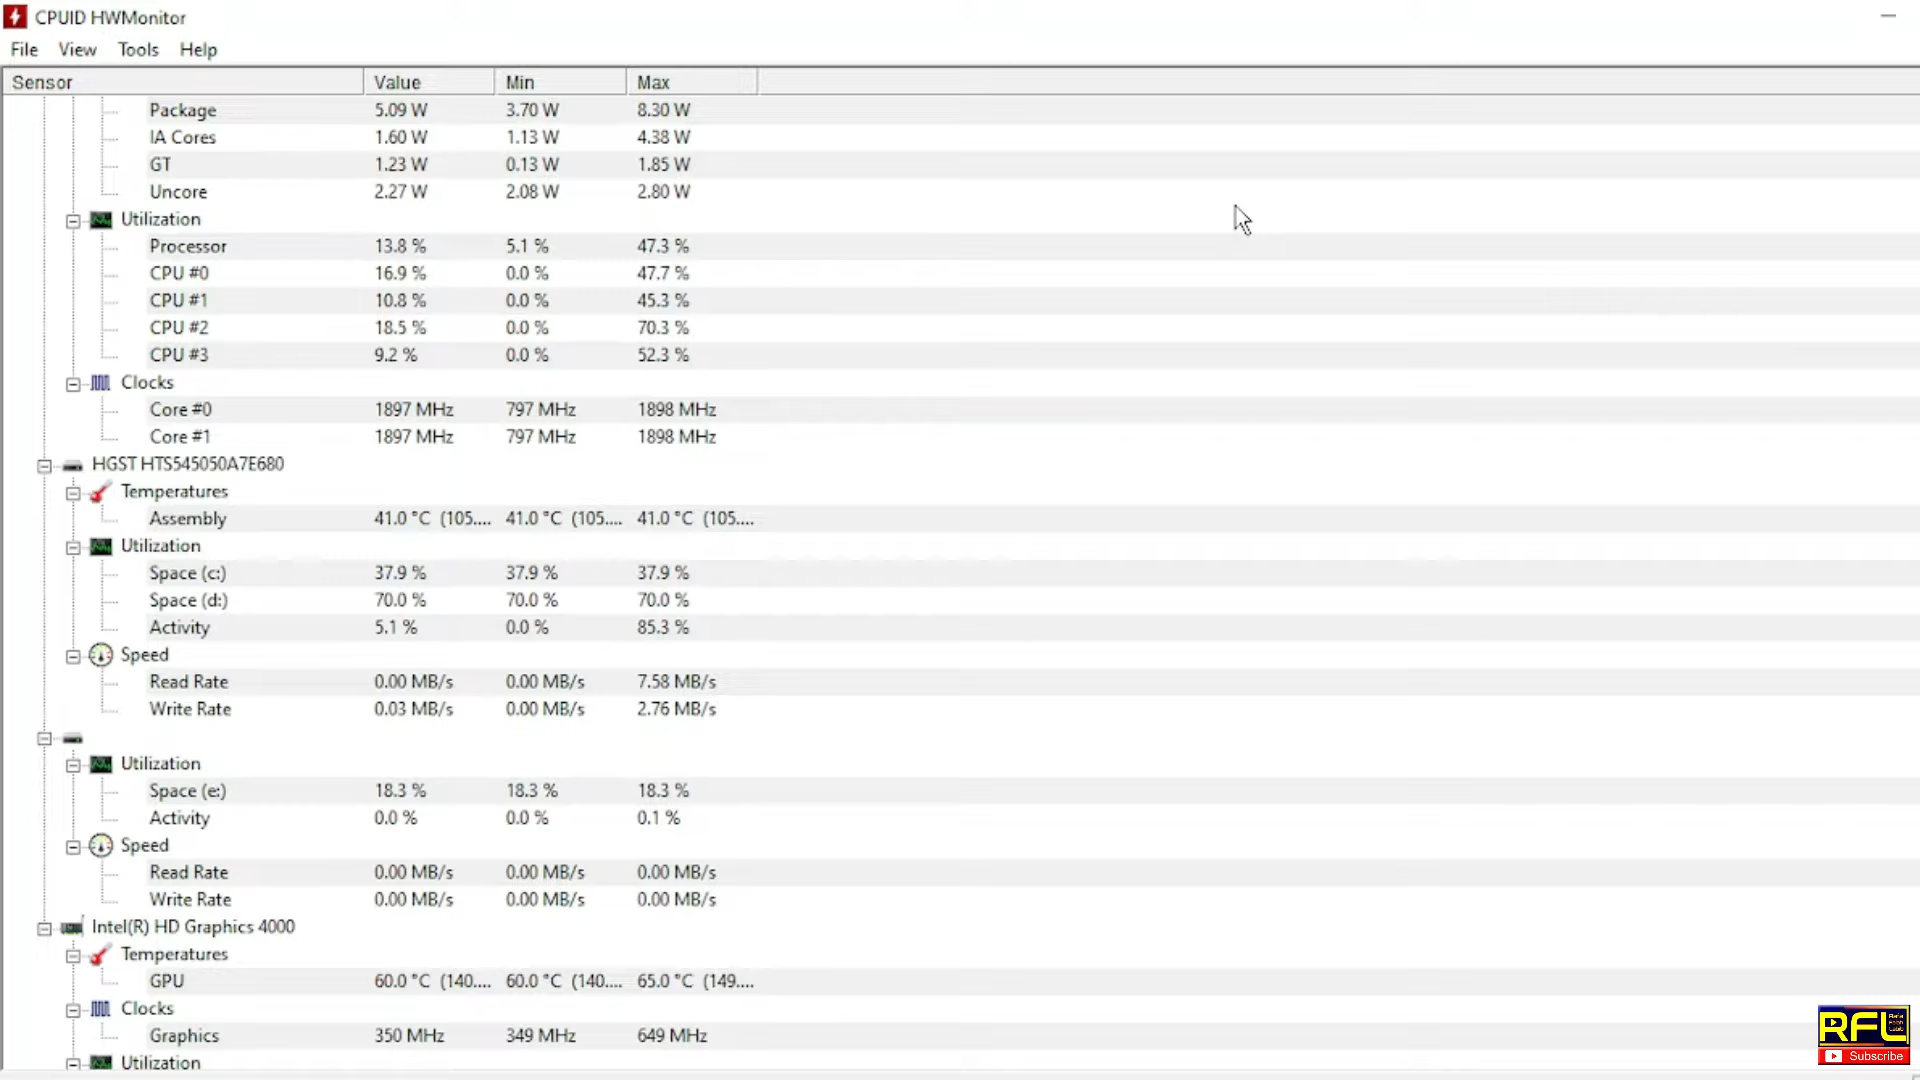 CPUID HWMonitor
File View Tools Help
Sensor Value Min Max
Package 5.09 W 3.70 W 8.30 W
IA Cores 1.60 W 1.13 W 4.38 W
GT 1.23 W 0.13 W 1.85 W
Uncore 2.27 W 2.08 W 2.80 W
Utilization
Processor 13.8 % 5.1 % 47.3 %
CPU #0 16.9 % 0.0 % 47.7 %
CPU #1 10.8 % 0.0 % 45.3 %
CPU #2 18.5 % 0.0 % 70.3 %
CPU #3 9.2 % 0.0 % 52.3 %
Clocks
Core #0 1897 MHz 797 MHz 1898 MHz
Core #1 1897 MHz 797 MHz 1898 MHz
HGST HTS545050A7E680
Temperatures
Assembly 41.0 °C (105.... 41.0 °C (105.... 41.0 °C (105....
Utilization
Space (c:) 37.9 % 37.9 % 37.9 %
Space (d:) 70.0 % 70.0 % 70.0 %
Activity 5.1 % 0.0 % 85.3 %
Speed
Read Rate 0.00 MB/s 0.00 MB/s 7.58 MB/s
Write Rate 0.03 MB/s 0.00 MB/s 2.76 MB/s
Utilization
Space (e:) 18.3 % 18.3 % 18.3 %
Activity 0.0 % 0.0 % 0.1 %
Speed
Read Rate 0.00 MB/s 0.00 MB/s 0.00 MB/s
Write Rate 0.00 MB/s 0.00 MB/s 0.00 MB/s
Intel(R) HD Graphics 4000
Temperatures
GPU 60.0 °C (140.... 60.0 °C (140.... 65.0 °C (149....
Clocks
Graphics 350 MHz 349 MHz 649 MHz
Utilization
RFL
Subscribe